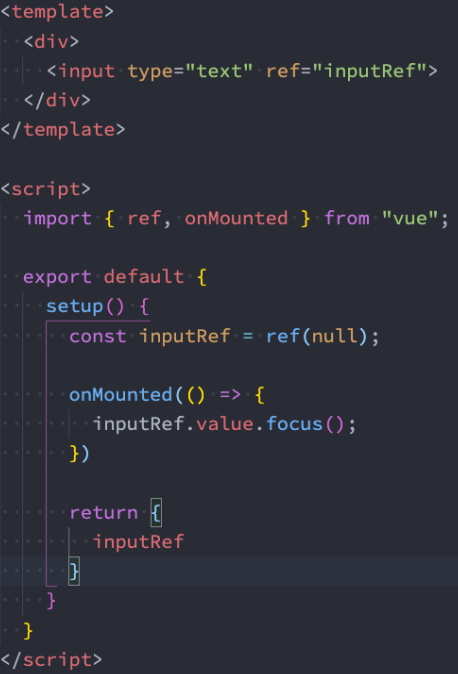 <template>
  <div>
    <input type="text" ref="inputRef">
  </div>
</template>

<script>
  import { ref, onMounted } from "vue";

  export default {
    setup() {
      const inputRef = ref(null);

      onMounted(() => {
        inputRef.value.focus();
      })

      return {
        inputRef
      }
    }
  }
</script>